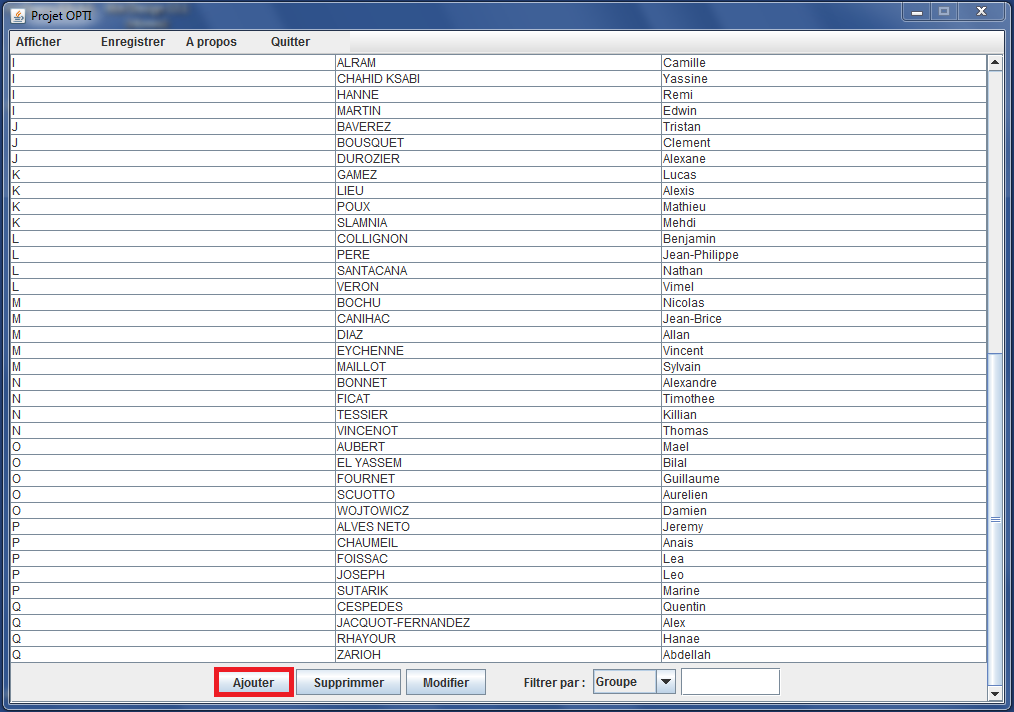 Projet OPTI
Afficher Enregistrer A propos Quitter
I ALRAM Camille
I CHAHID KSABI Yassine
I HANNE Remi
I MARTIN Edwin
J BAVEREZ Tristan
J BOUSQUET Clement
J DUROZIER Alexane
K GAMEZ Lucas
K LIEU Alexis
K POUX Mathieu
K SLAMNIA Mehdi
L COLLIGNON Benjamin
L PERE Jean-Philippe
L SANTACANA Nathan
L VERON Vimel
M BOCHU Nicolas
M CANIHAC Jean-Brice
M DIAZ Allan
M EYCHENNE Vincent
M MAILLOT Sylvain
N BONNET Alexandre
N FICAT Timothee
N TESSIER Killian
N VINCENOT Thomas
O AUBERT Mael
O EL YASSEM Bilal
O FOURNET Guillaume
O SCUOTTO Aurelien
O WOJTOWICZ Damien
P ALVES NETO Jeremy
P CHAUMEIL Anais
P FOISSAC Lea
P JOSEPH Leo
P SUTARIK Marine
Q CESPEDES Quentin
Q JACQUOT-FERNANDEZ Alex
Q RHAYOUR Hanae
Q ZARIOH Abdellah
Ajouter Supprimmer Modifier Filtrer par : Groupe